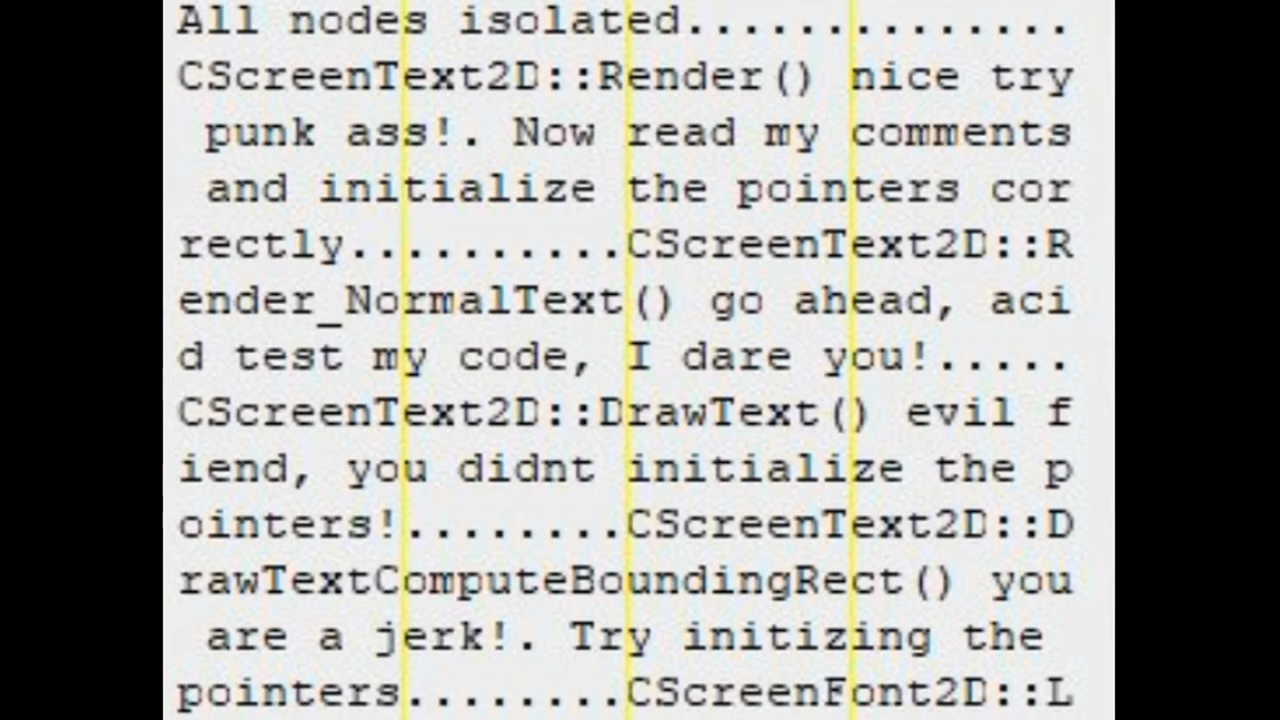 All nodes isolated..............
CScreenText2D::Render() nice try
 punk ass!. Now read my comments
 and initialize the pointers cor
rectly..........CScreenText2D::R
ender_NormalText() go ahead, aci
d test my code, I dare you!.....
CScreenText2D::DrawText() evil f
iend, you didnt initialize the p
ointers!........CScreenText2D::D
rawTextComputeBoundingRect() you
 are a jerk!. Try initizing the 
pointers........CScreenFont2D::L